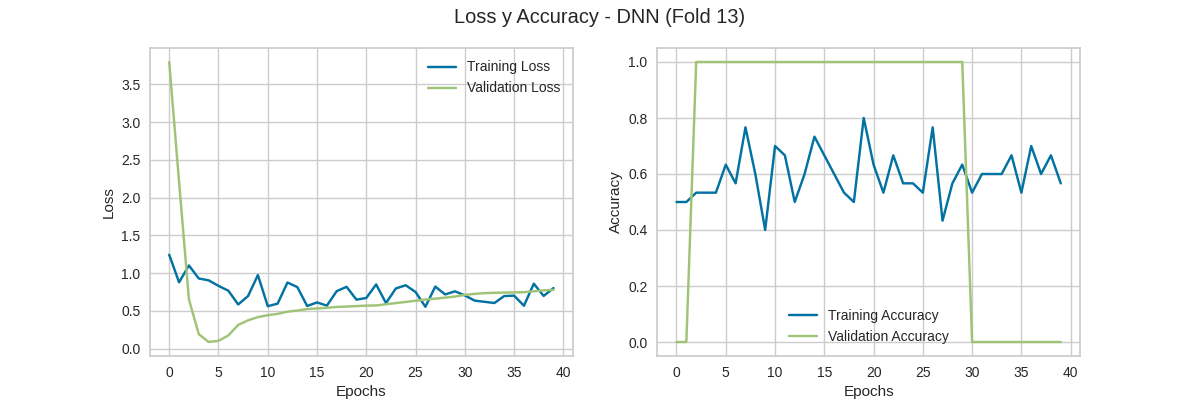 Loss y Accuracy - DNN (Fold 13)
Training Loss
Validation Loss
3.5
3.0
2.5
2.0
1.5
1.0
0.5
0.0
Loss
0 5 10 15 20 25 30 35 40
Epochs
1.0
0.8
0.6
0.4
0.2
0.0
Accuracy
Training Accuracy
Validation Accuracy
0 5 10 15 20 25 30 35 40
Epochs